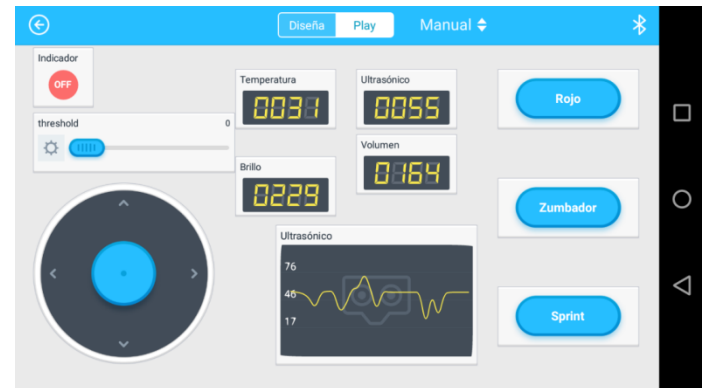 Diseña Play Manual
Indicador
OFF
threshold 0
Temperatura
0031
Ultrasónico
0055
Brillo
0229
Volumen
0164
Ultrasónico
76
46
17
Rojo
Zumbador
Sprint